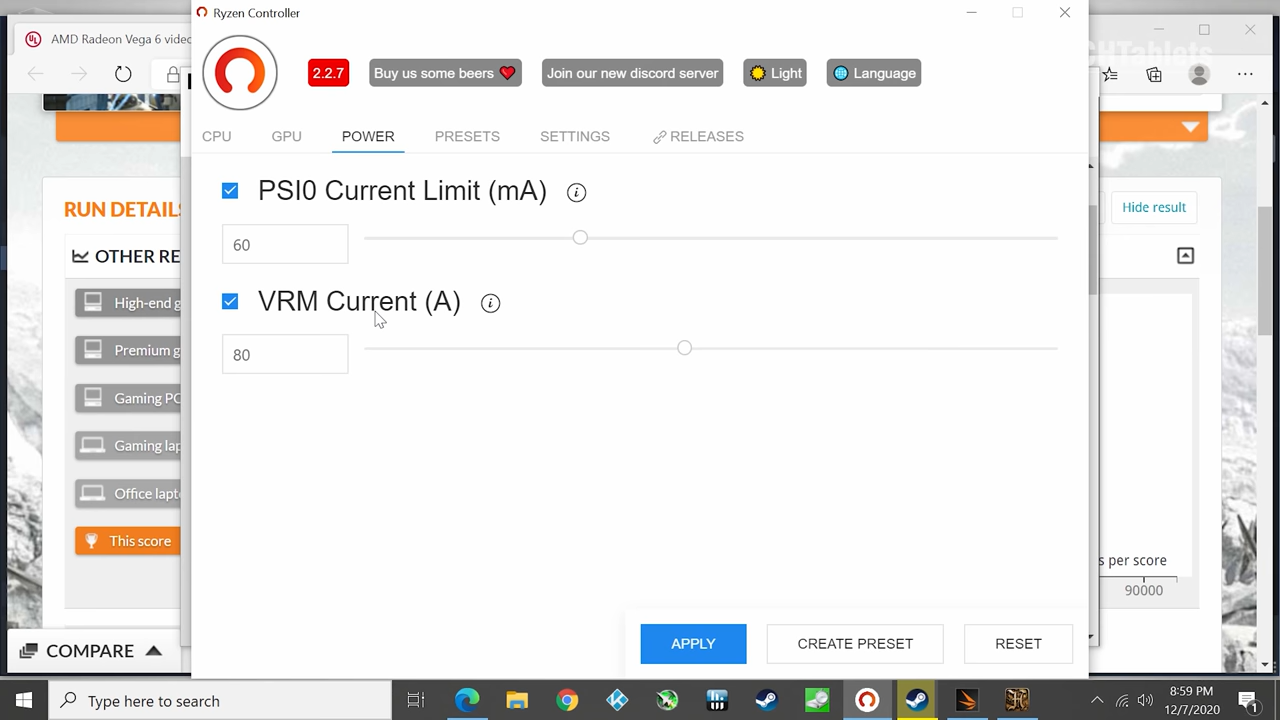 Ryzen Controller
AMD Radeon Vega 6 video
2.2.7
Buy us some beers
Join our new discord server
Light
Language
CPU
GPU
POWER
PRESETS
SETTINGS
RELEASES
PSI0 Current Limit (mA)
60
VRM Current (A)
80
RUN DETAILS
Hide result
OTHER RE
High-end g
Premium g
Gaming PC
Gaming lap
Office lapto
This score
s per score
90000
COMPARE
APPLY
CREATE PRESET
RESET
Type here to search
8:59 PM
12/7/2020
1